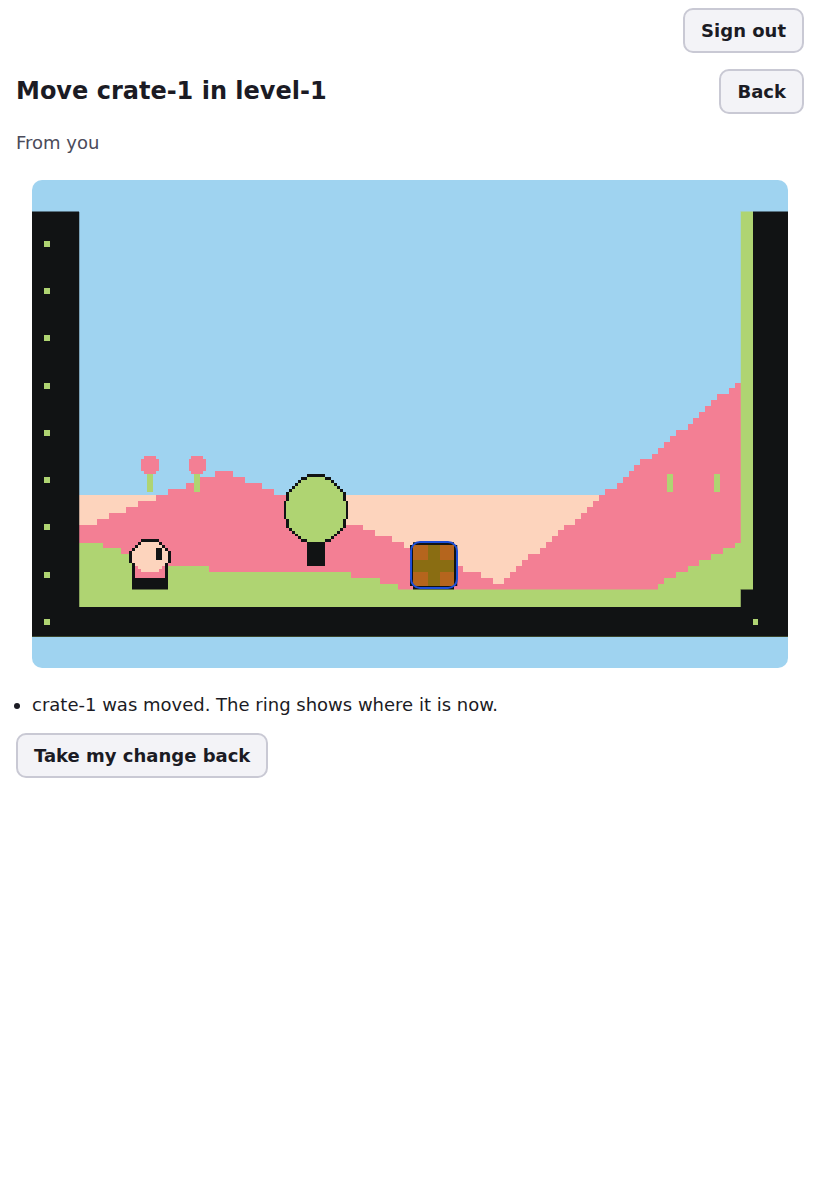 Sign out
Move crate-1 in level-1
Back
From you
crate-1 was moved. The ring shows where it is now.
Take my change back